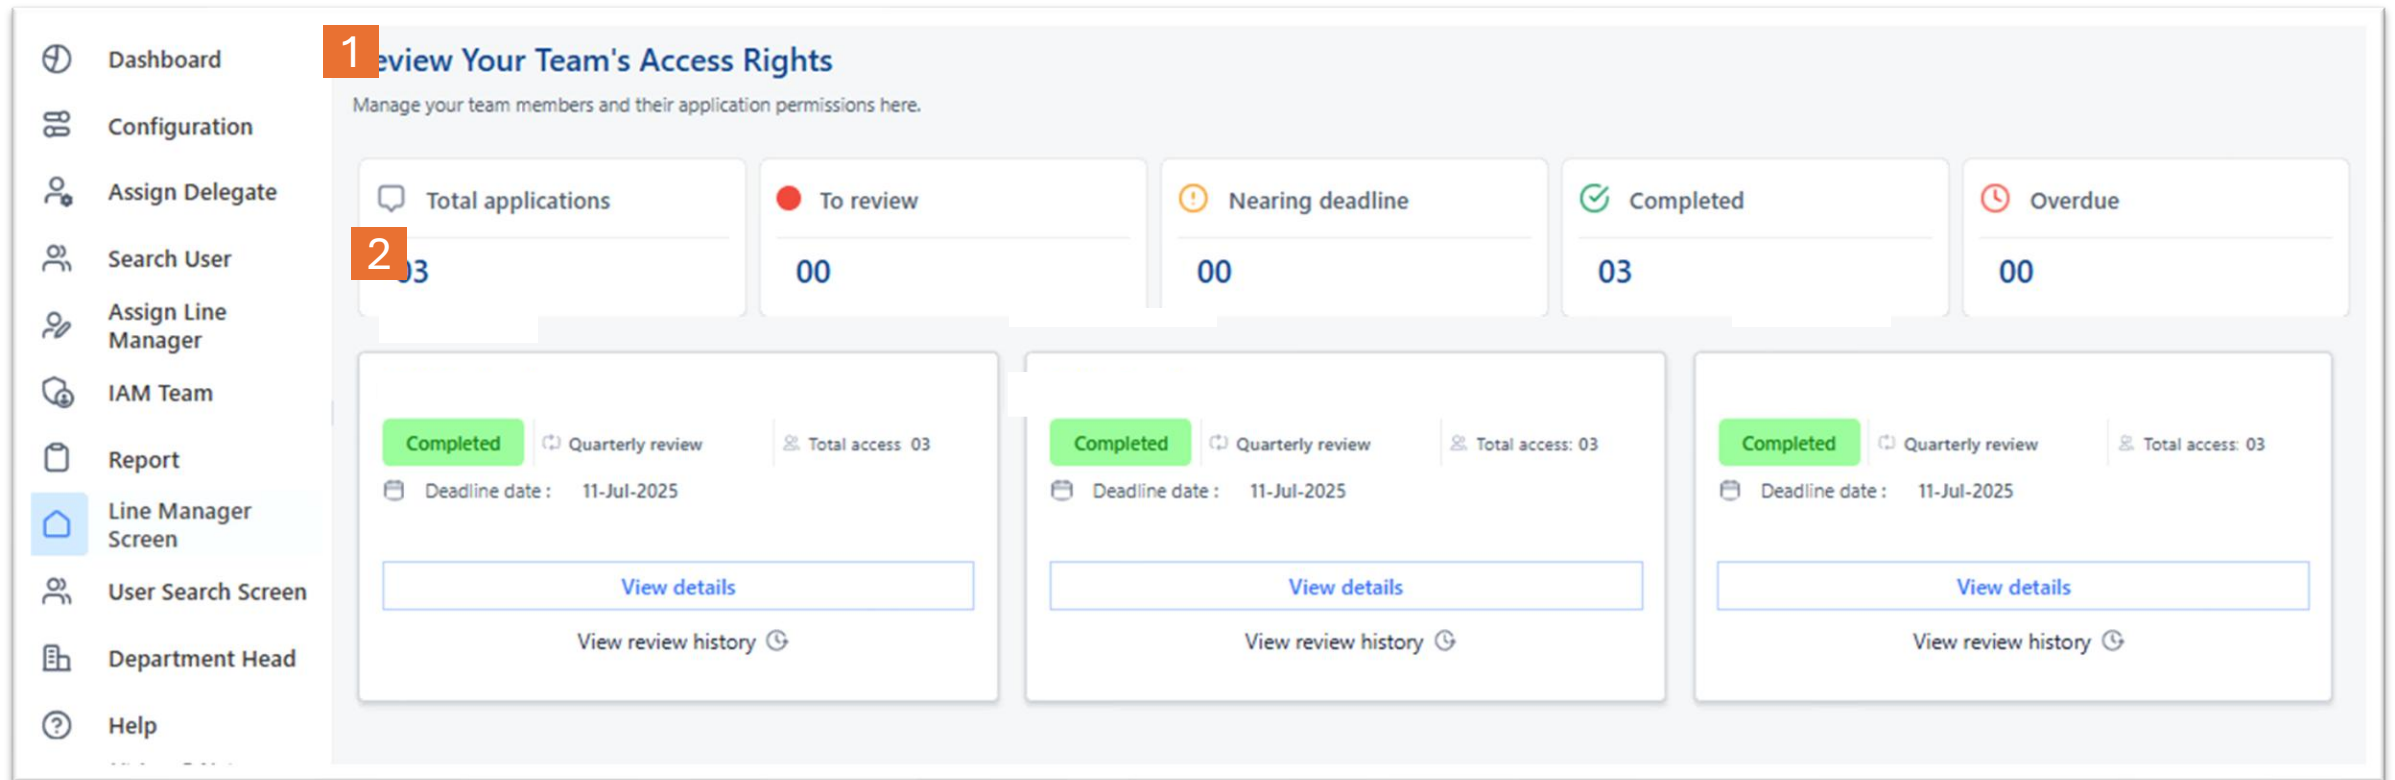 Dashboard
Configuration
Assign Delegate
Search User
Assign Line
Manager
IAM Team
Report
Line Manager
Screen
User Search Screen
Department Head
Help
1
eview Your Team's Access Rights
Manage your team members and their application permissions here.
Total applications
2
03
To review
00
Nearing deadline
00
Completed
03
Overdue
00
Completed Quarterly review Total access 03
Deadline date : 11-Jul-2025
View details
View review history
Completed Quarterly review Total access: 03
Deadline date : 11-Jul-2025
View details
View review history
Completed Quarterly review Total access: 03
Deadline date : 11-Jul-2025
View details
View review history